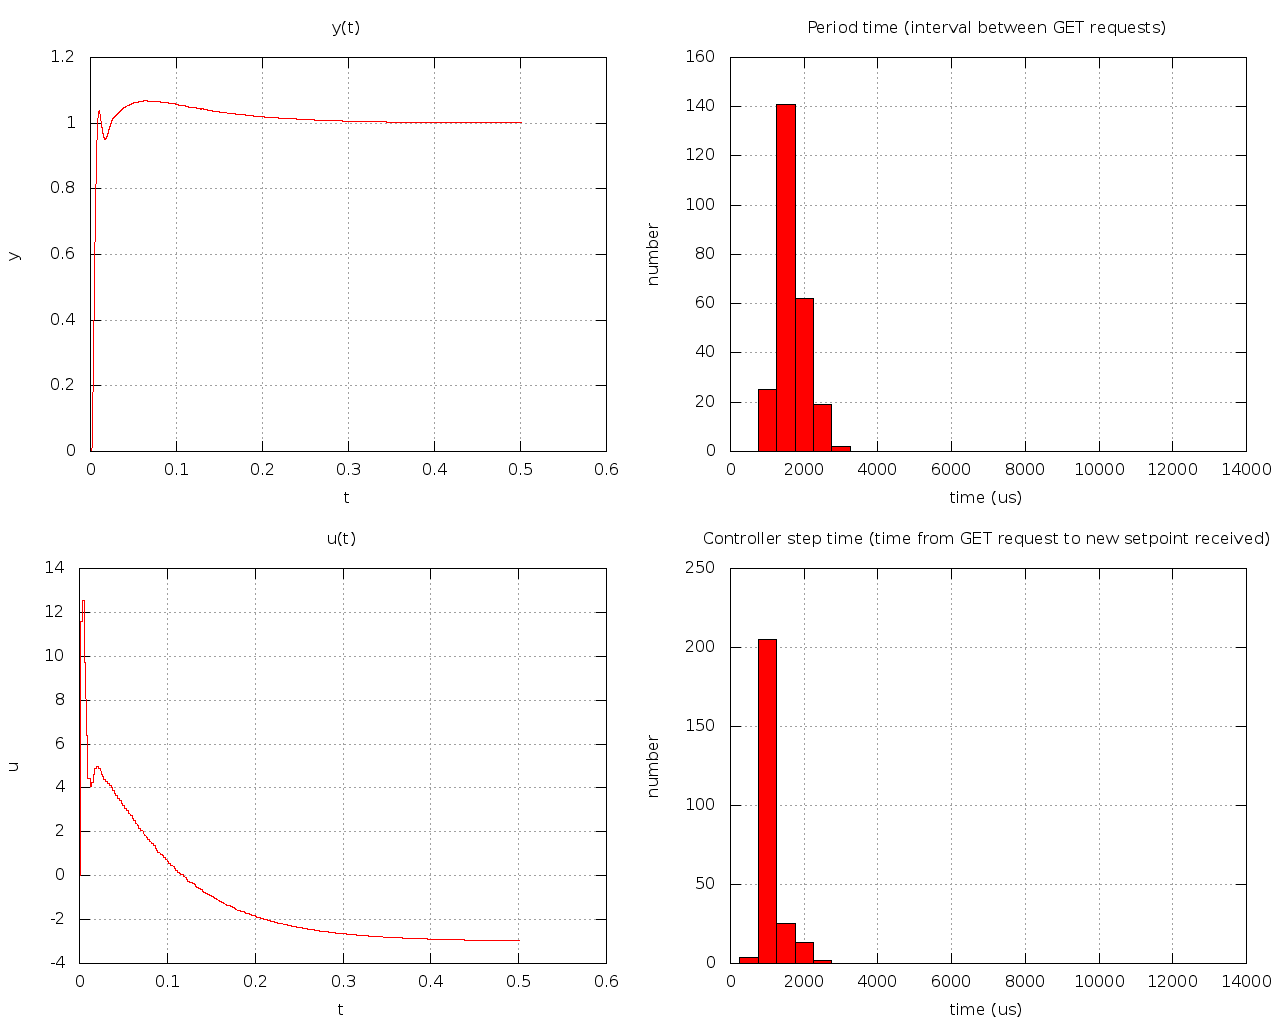 y(t)
1.2
1
0.8
0.6
0.4
0.2
0
y
0 0.1 0.2 0.3 0.4 0.5 0.6
t
Period time (interval between GET requests)
160
140
120
100
80
60
40
20
0
number
0 2000 4000 6000 8000 10000 12000 14000
time (us)
u(t)
14
12
10
8
6
4
2
0
-2
-4
u
0 0.1 0.2 0.3 0.4 0.5 0.6
t
Controller step time (time from GET request to new setpoint received)
250
200
150
100
50
0
number
0 2000 4000 6000 8000 10000 12000 14000
time (us)